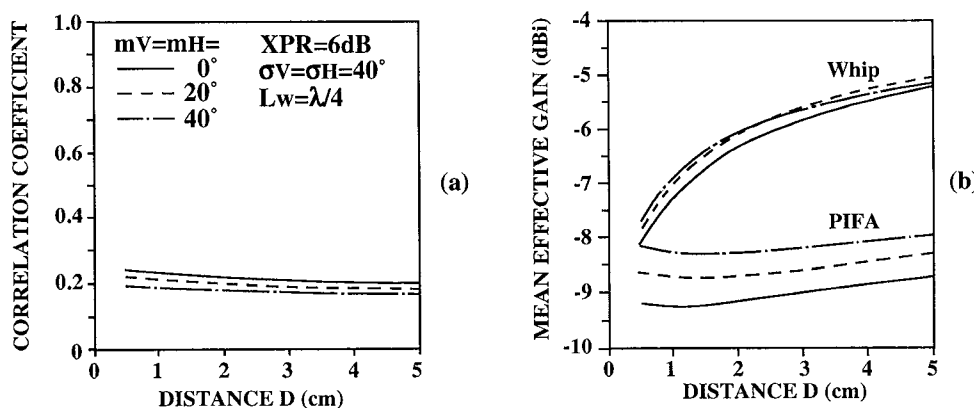 1.0
0.8
0.6
0.4
0.2
0
0 1 2 3 4 5
CORRELATION COEFFICIENT
DISTANCE D (cm)
mV=mH=
0°
20°
40°
XPR=6dB
σV=σH=40°
Lw=λ/4
(a)
-4
-5
-6
-7
-8
-9
-10
0 1 2 3 4 5
MEAN EFFECTIVE GAIN (dBi)
DISTANCE D (cm)
Whip
PIFA
(b)